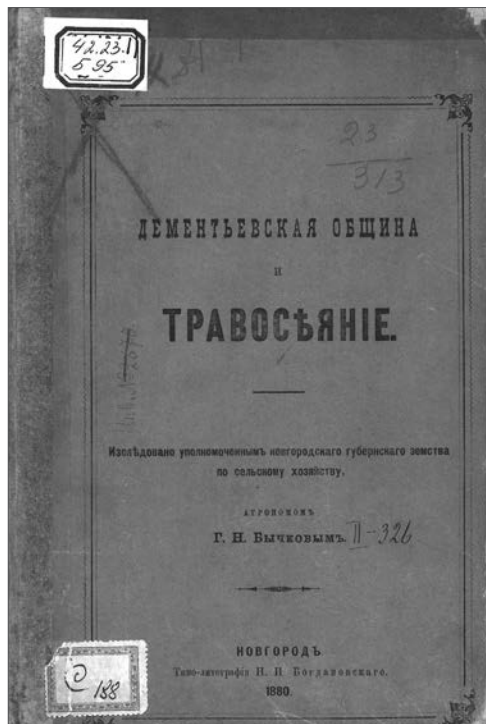 42.23.1
Б 95
23
313
ДЕМЕНТЬЕВСКАЯ ОБЩИНА
И
ТРАВОСѢЯНІЕ.
Изслѣдовано уполномоченнымъ новгородскаго губернскаго земства
по сельскому хозяйству,
АГРОНОМОМЪ
Г. Н. Бычковымъ. II-326
НОВГОРОДЪ
Типо-литографія Н. И Богдановскаго.
1880.
188